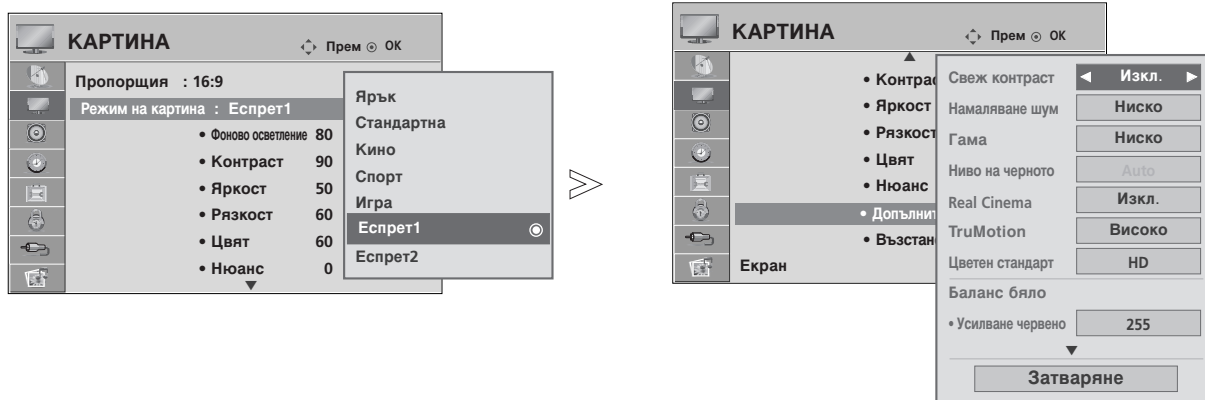 КАРТИНА
Прем OK
Пропорция : 16:9
Режим на картина : Еспрет1
• Фоново осветление 80
• Контраст 90
• Яркост 50
• Рязкост 60
• Цвят 60
• Нюанс 0
Ярък
Стандартна
Кино
Спорт
Игра
Еспрет1
Еспрет2
КАРТИНА
Прем OK
• Контрас
• Яркост
• Рязкост
• Цвят
• Нюанс
• Допълнит
• Възстан
Екран
Свеж контраст Изкл.
Намаляване шум Ниско
Гама Ниско
Ниво на черното Auto
Real Cinema Изкл.
TruMotion Високо
Цветен стандарт HD
Баланс бяло
• Усилване червено 255
Затваряне